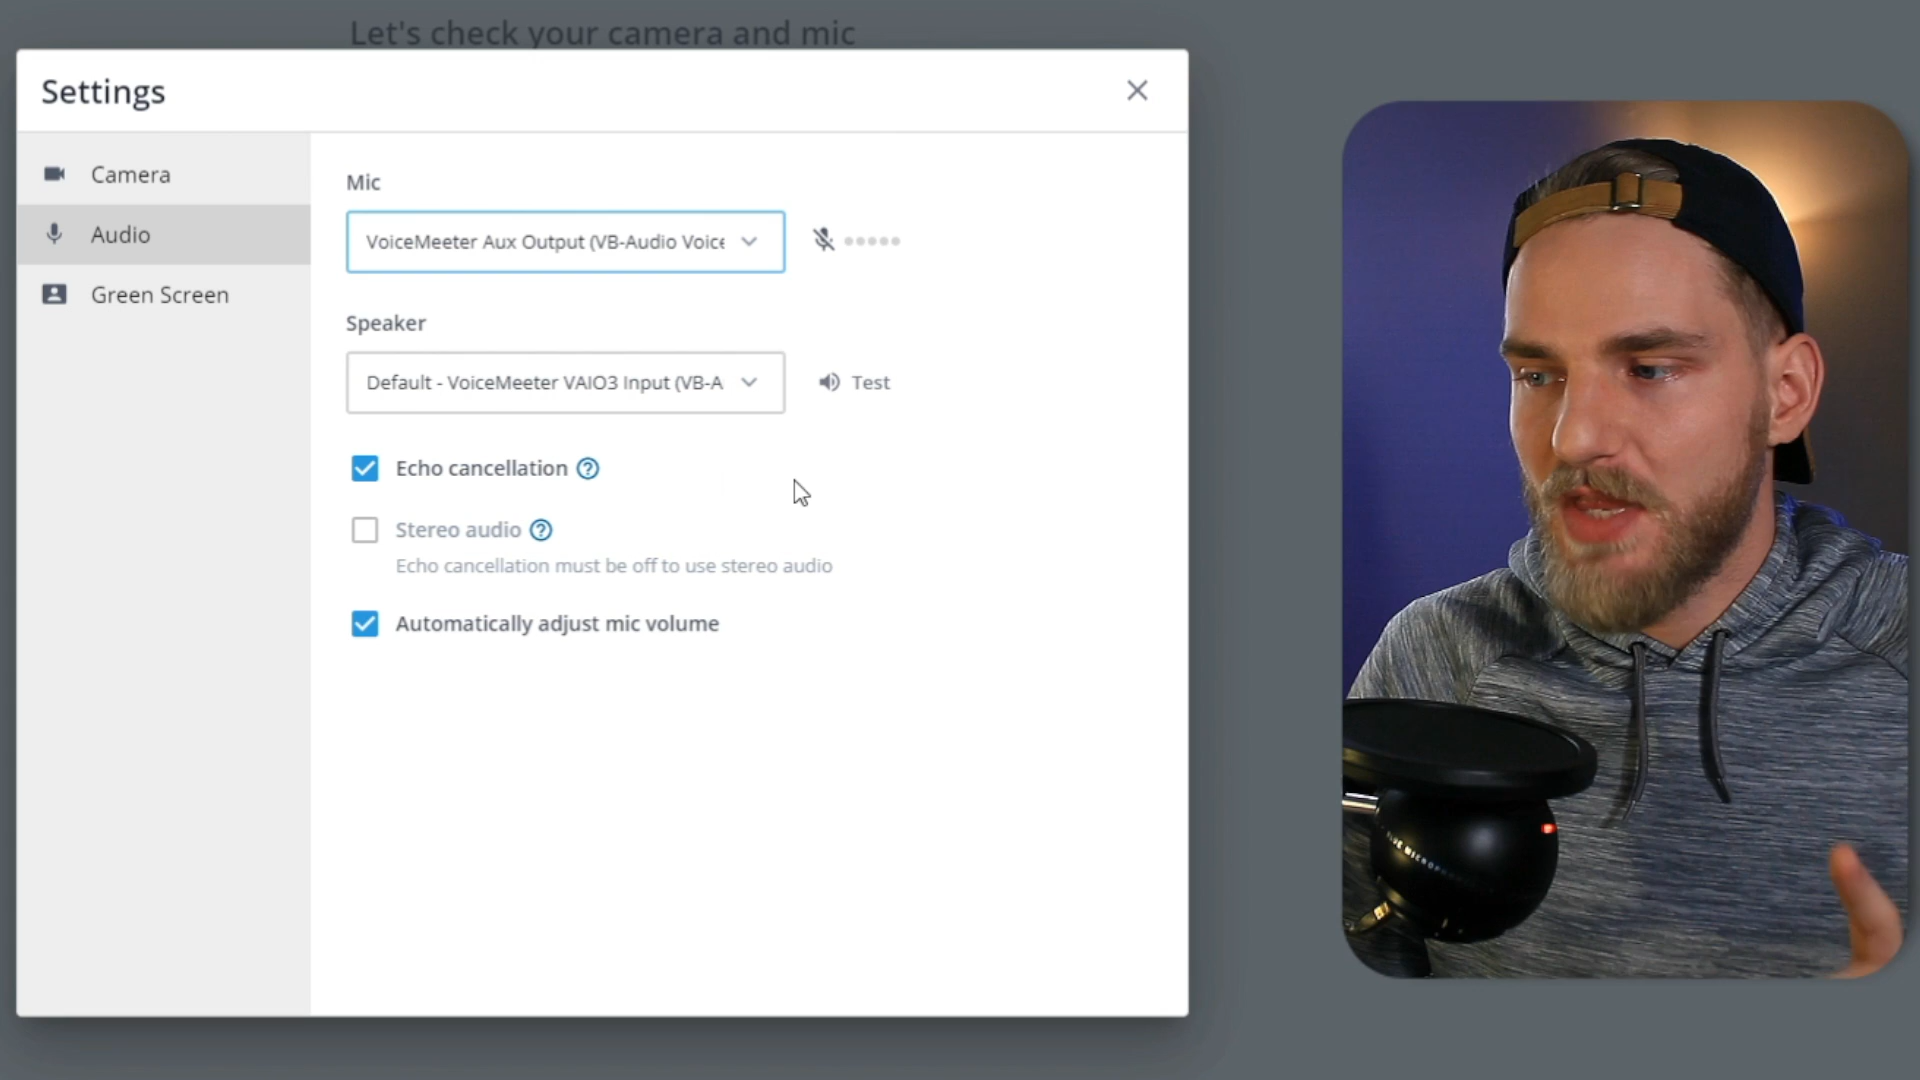 Let's check your camera and mic
Settings
Camera
Audio
Green Screen
Mic
VoiceMeeter Aux Output (VB-Audio Voice
Speaker
Default - VoiceMeeter VAIO3 Input (VB-A
Test
Echo cancellation
Stereo audio
Echo cancellation must be off to use stereo audio
Automatically adjust mic volume